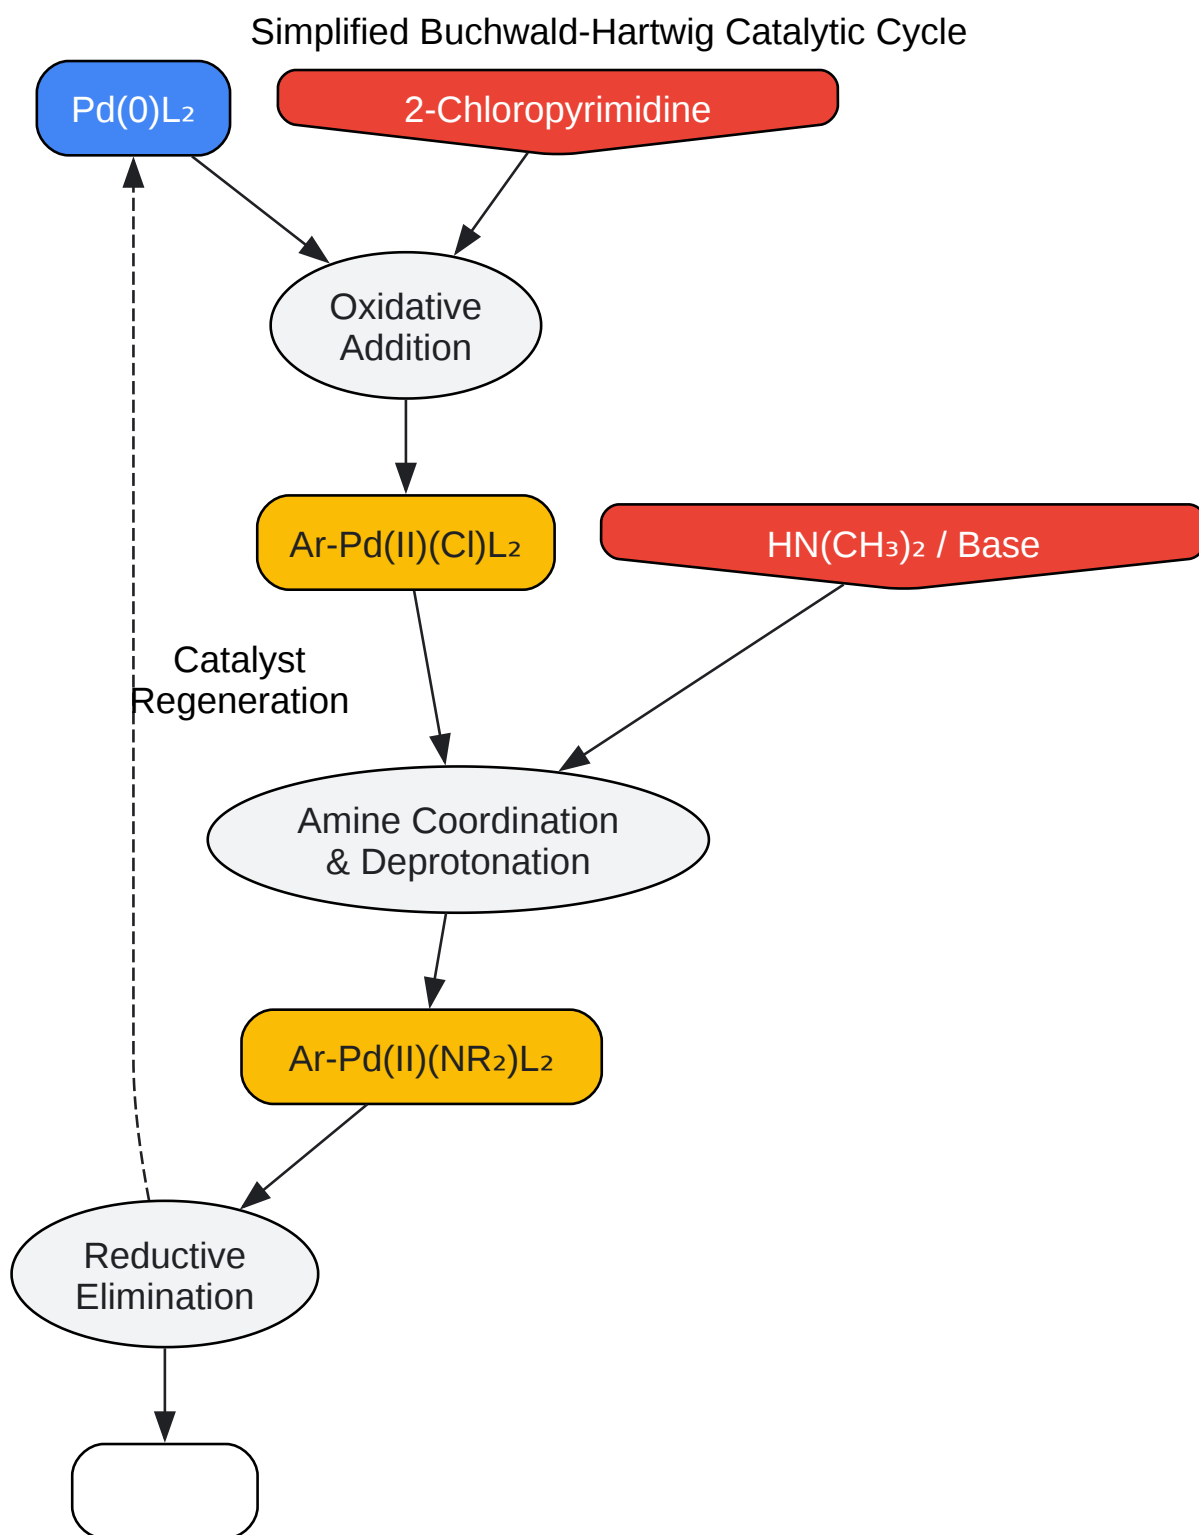 Simplified Buchwald-Hartwig Catalytic Cycle
Pd(0)L₂
2-Chloropyrimidine
Oxidative
Addition
Ar-Pd(II)(Cl)L₂
HN(CH₃)₂ / Base
Catalyst
Regeneration
Amine Coordination
& Deprotonation
Ar-Pd(II)(NR₂)L₂
Reductive
Elimination